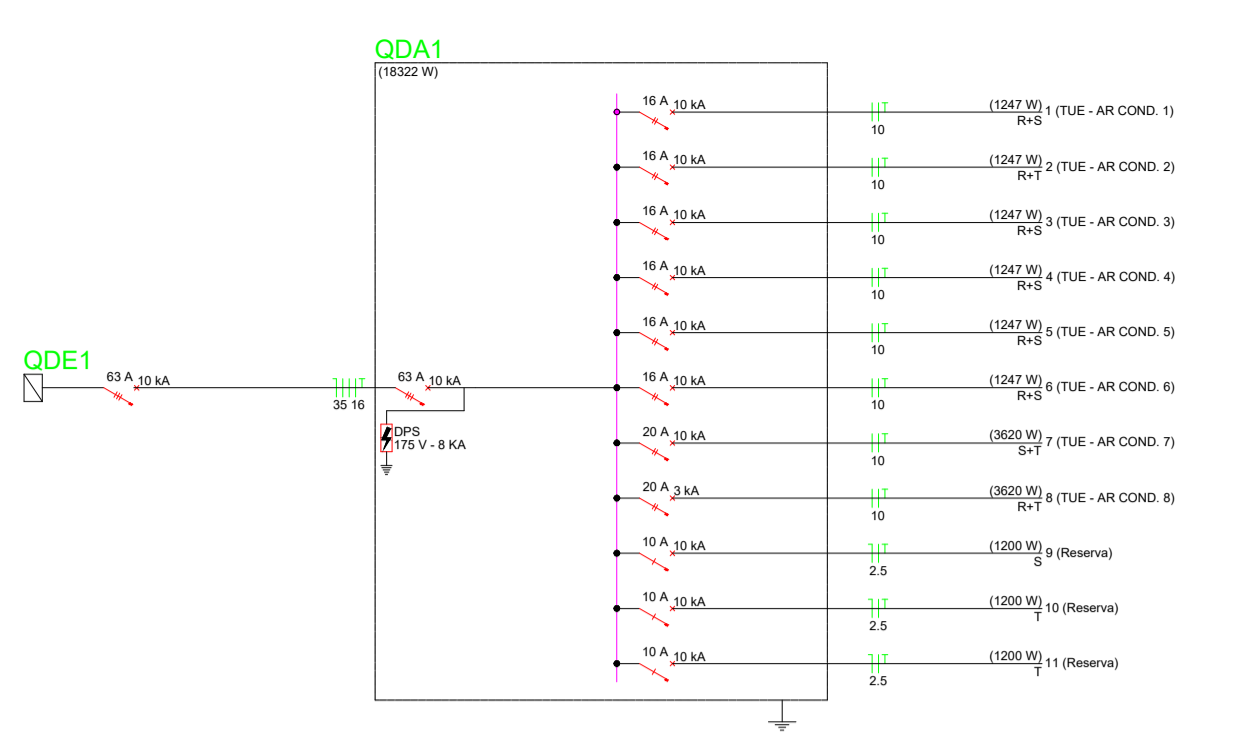 QDA1
(18322 W)
16 A 10 kA
10
(1247 W) 1 (TUE - AR COND. 1)
R+S
16 A 10 kA
10
(1247 W) 2 (TUE - AR COND. 2)
R+T
16 A 10 kA
10
(1247 W) 3 (TUE - AR COND. 3)
R+S
16 A 10 kA
10
(1247 W) 4 (TUE - AR COND. 4)
R+S
16 A 10 kA
10
(1247 W) 5 (TUE - AR COND. 5)
R+S
QDE1
63 A 10 kA
35 16
63 A 10 kA
16 A 10 kA
10
(1247 W) 6 (TUE - AR COND. 6)
R+S
DPS
175 V - 8 KA
20 A 10 kA
10
(3620 W) 7 (TUE - AR COND. 7)
S+T
20 A 3 kA
10
(3620 W) 8 (TUE - AR COND. 8)
R+T
10 A 10 kA
2.5
(1200 W) 9 (Reserva)
S
10 A 10 kA
2.5
(1200 W) 10 (Reserva)
T
10 A 10 kA
2.5
(1200 W) 11 (Reserva)
T